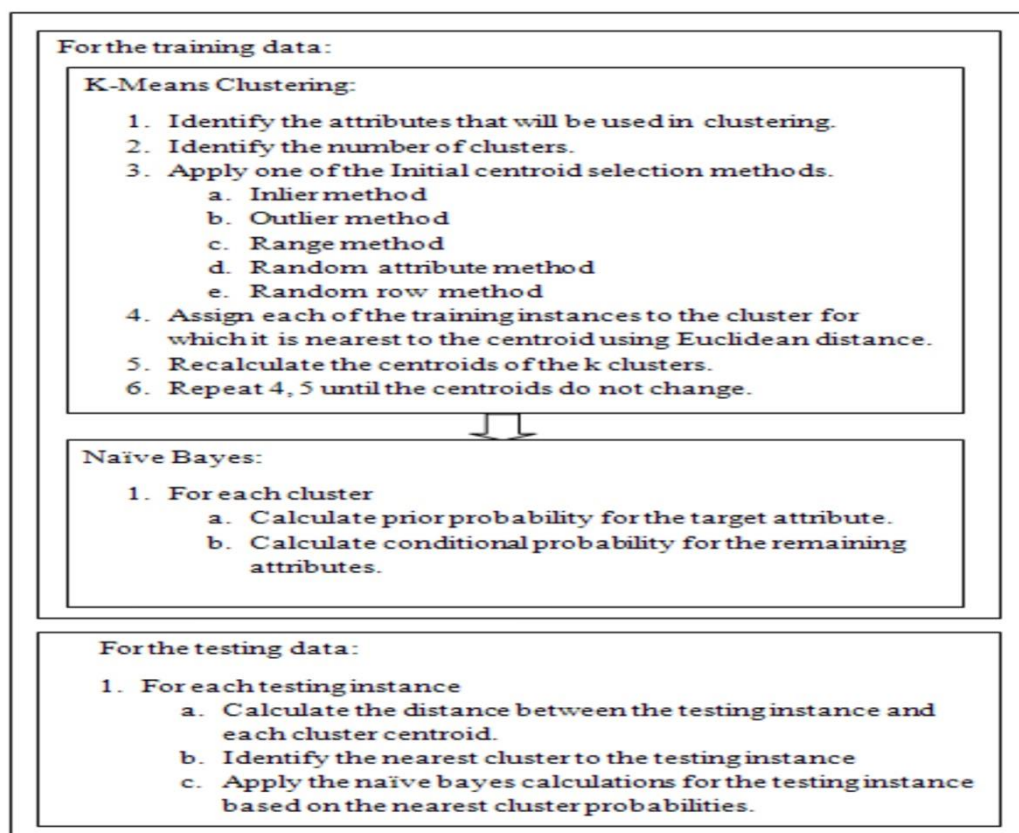 For the training data:
K-Means Clustering:
1. Identify the attributes that will be used in clustering.
2. Identify the number of clusters.
3. Apply one of the Initial centroid selection methods.
a. Inlier method
b. Outlier method
c. Range method
d. Random attribute method
e. Random row method
4. Assign each of the training instances to the cluster for
which it is nearest to the centroid using Euclidean distance.
5. Recalculate the centroids of the k clusters.
6. Repeat 4, 5 until the centroids do not change.
Naïve Bayes:
1. For each cluster
a. Calculate prior probability for the target attribute.
b. Calculate conditional probability for the remaining
attributes.
For the testing data:
1. For each testing instance
a. Calculate the distance between the testing instance and
each cluster centroid.
b. Identify the nearest cluster to the testing instance
c. Apply the naïve bayes calculations for the testing instance
based on the nearest cluster probabilities.